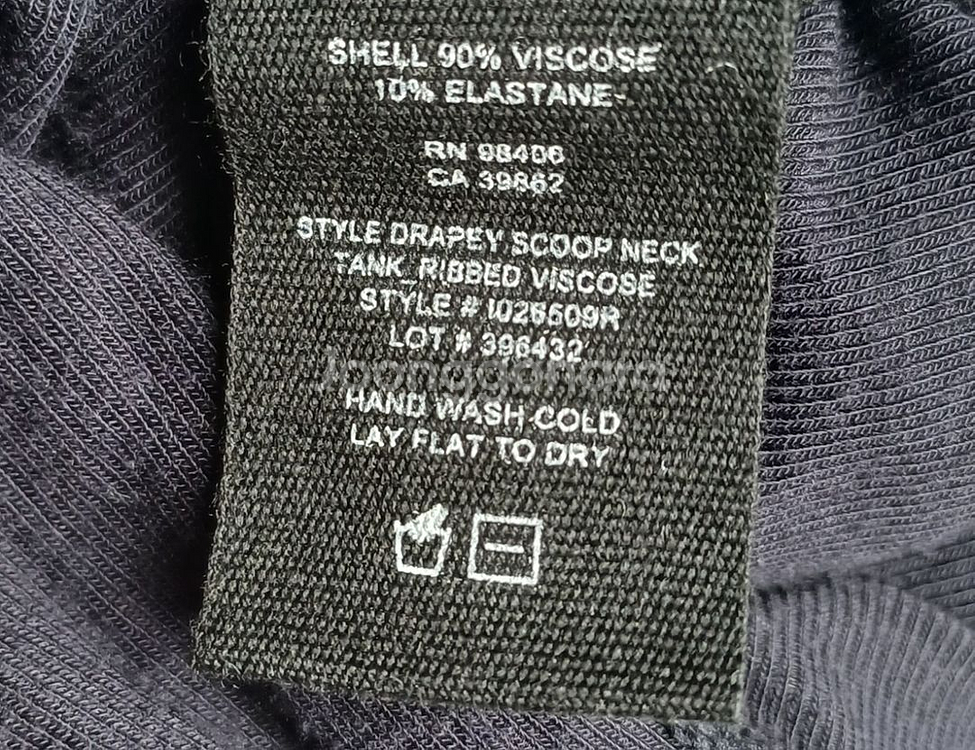 SHELL 90% VISCOSE
10% ELASTANE-
RN 98406
CA 39862
STYLE DRAPEY SCOOP NECK
TANK_RIBBED VISCOSE
STYLE # I026609R
LOT # 396432
HAND WASH COLD
LAY FLAT TO DRY